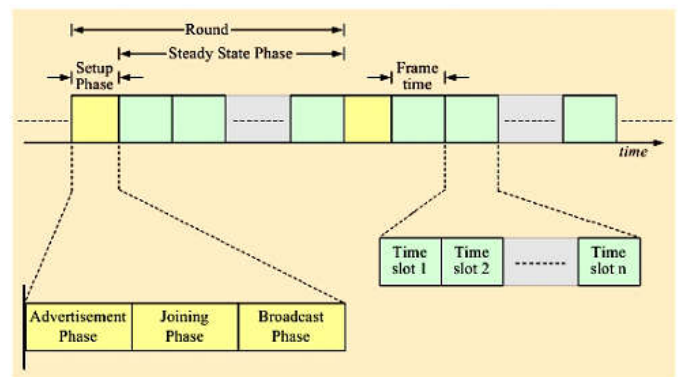 Round
Steady State Phase
Setup
Phase
Frame
time
time
Time
slot 1
Time
slot 2
Time
slot n
Advertisement
Phase
Joining
Phase
Broadcast
Phase